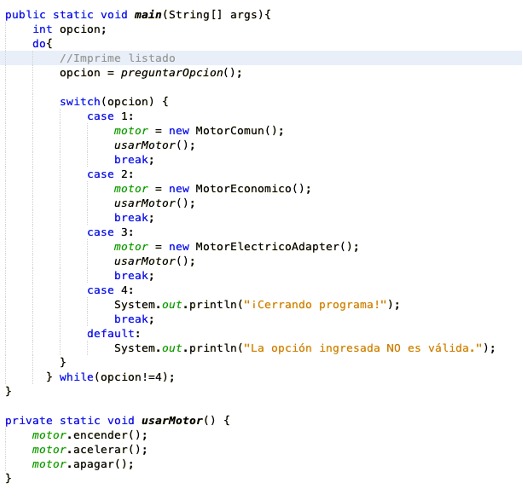 public static void main(String[] args){
int opcion;
do{
//Imprime listado
opcion = preguntarOpcion();
switch(opcion) {
case 1:
motor = new MotorComun();
usarMotor();
break;
case 2:
motor = new MotorEconomico();
usarMotor();
break;
case 3:
motor = new MotorElectricoAdapter();
usarMotor();
break;
case 4:
System.out.println("¡Cerrando programa!");
break;
default:
System.out.println("La opción ingresada NO es válida.");
}
} while(opcion!=4);
}
private static void usarMotor() {
motor.encender();
motor.acelerar();
motor.apagar();
}